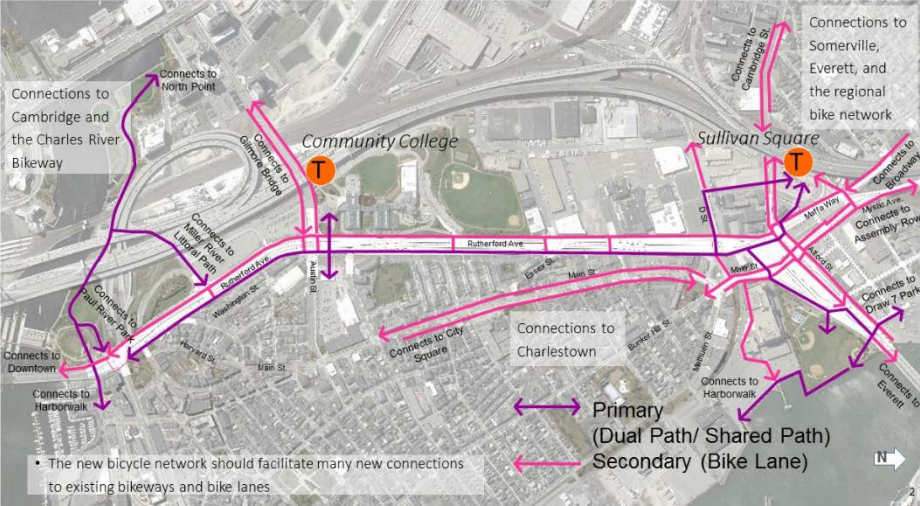 Connections to
Cambridge and
the Charles River
Bikeway
Connects to
North Point
Connects to
Gilmore Bridge
Community College
T
Connects to
Cambridge St.
Sullivan Square
T
Connections to
Somerville,
Everett, and
the regional
bike network
Connects to
Broadway
Mystic Ave.
Connects to
Assembly Row
Maffa Way
D St.
Alford St.
Connects to
Miller River
Littoral Path
Rutherford Ave.
Rutherford Ave.
Washington St.
Austin St.
Essex St.
Main St.
Main St.
Connects to
Draw 7 Park
Connects to
Paul River Park
Harvard St.
Main St.
Connects to City
Square
Connections to
Charlestown
Bunker Hill St.
Methuen St.
Connects to
Harborwalk
Connects to
Everett
Connects to
Downtown
Connects to
Harborwalk
Primary
(Dual Path/ Shared Path)
Secondary (Bike Lane)
• The new bicycle network should facilitate many new connections
to existing bikeways and bike lanes
N
2